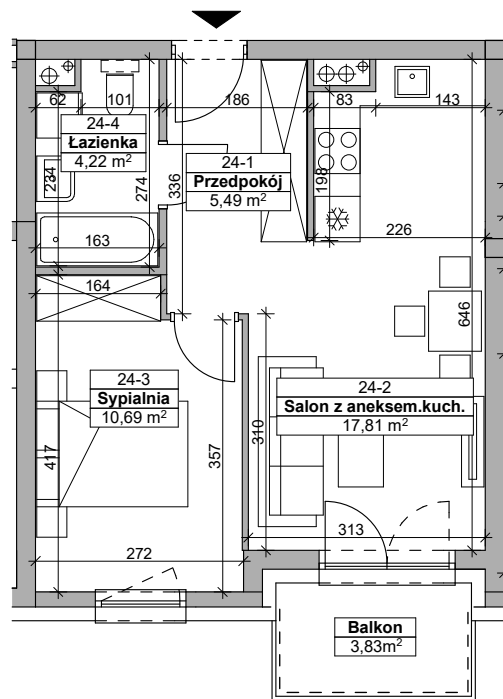 62
101
186
83
143
24-4
Łazienka
4,22 m²
24-1
Przedpokój
5,49 m²
234
274
336
198
163
226
164
646
24-3
Sypialnia
10,69 m²
24-2
Salon z aneksem.kuch.
17,81 m²
417
357
310
313
272
Balkon
3,83m²